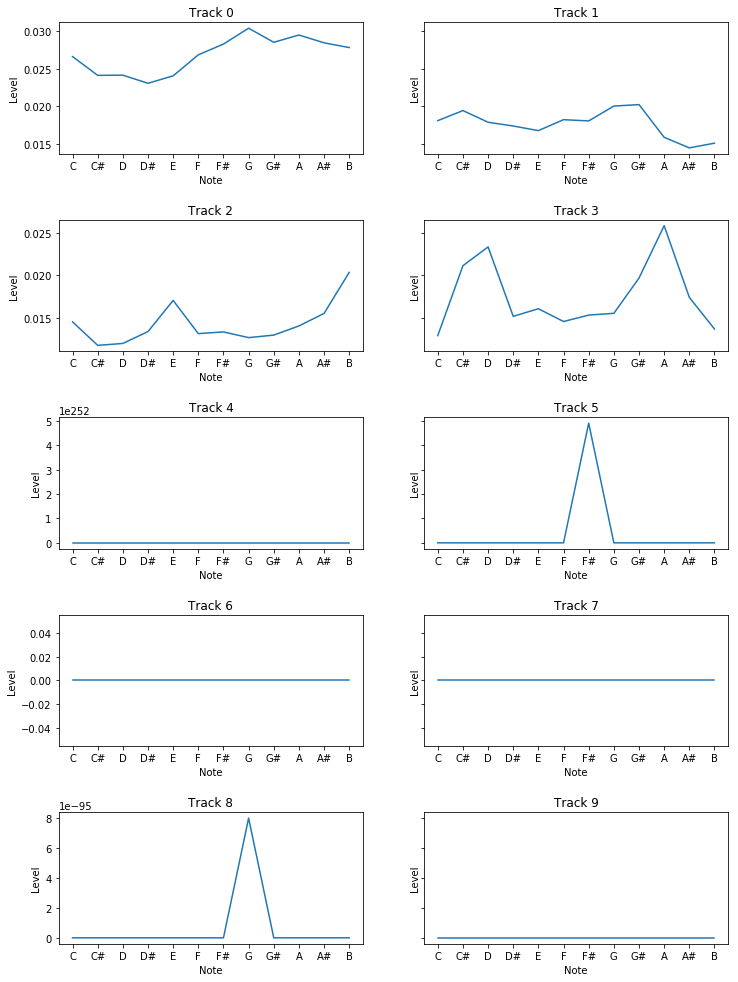 Track 0
Track 1
0.030
0.025
0.020
0.015
Level
Level
C C# D D# E F F# G G# A A# B
C C# D D# E F F# G G# A A# B
Note
Note
Track 2
Track 3
0.025
0.020
0.015
Level
Level
C C# D D# E F F# G G# A A# B
C C# D D# E F F# G G# A A# B
Note
Note
1e252
Track 4
Track 5
5
4
3
2
1
0
Level
Level
C C# D D# E F F# G G# A A# B
C C# D D# E F F# G G# A A# B
Note
Note
Track 6
Track 7
0.04
0.02
0.00
−0.02
−0.04
Level
Level
C C# D D# E F F# G G# A A# B
C C# D D# E F F# G G# A A# B
Note
Note
1e−95
Track 8
Track 9
8
6
4
2
0
Level
Level
C C# D D# E F F# G G# A A# B
C C# D D# E F F# G G# A A# B
Note
Note